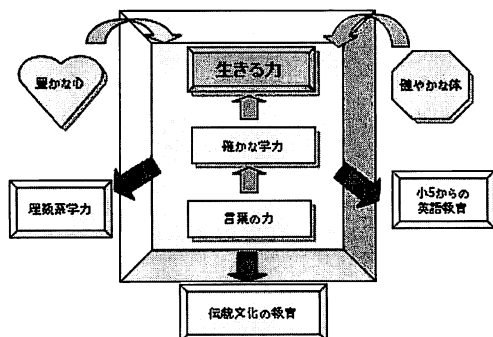 生きる力
豊かな心
健やかな体
確かな学力
理数系学力
言葉の力
小5からの
英語教育
伝統文化の教育